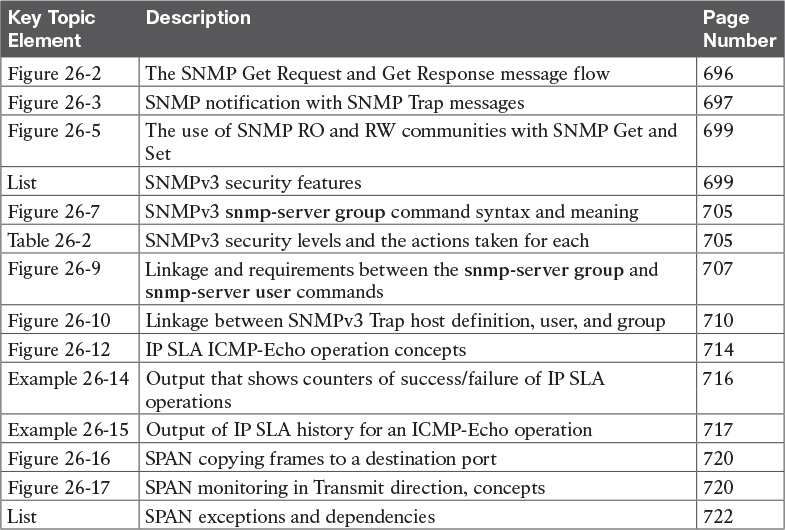 Key Topic Element Description Page Number
Figure 26-2 The SNMP Get Request and Get Response message flow 696
Figure 26-3 SNMP notification with SNMP Trap messages 697
Figure 26-5 The use of SNMP RO and RW communities with SNMP Get and Set 699
List SNMPv3 security features 699
Figure 26-7 SNMPv3 snmp-server group command syntax and meaning 705
Table 26-2 SNMPv3 security levels and the actions taken for each 705
Figure 26-9 Linkage and requirements between the snmp-server group and snmp-server user commands 707
Figure 26-10 Linkage between SNMPv3 Trap host definition, user, and group 710
Figure 26-12 IP SLA ICMP-Echo operation concepts 714
Example 26-14 Output that shows counters of success/failure of IP SLA operations 716
Example 26-15 Output of IP SLA history for an ICMP-Echo operation 717
Figure 26-16 SPAN copying frames to a destination port 720
Figure 26-17 SPAN monitoring in Transmit direction, concepts 720
List SPAN exceptions and dependencies 722